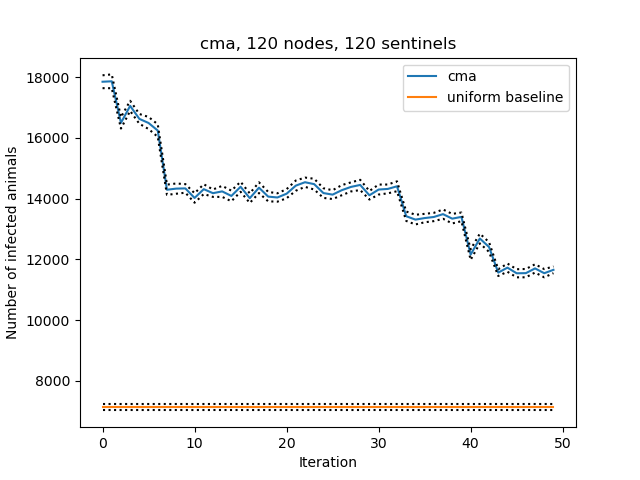 cma, 120 nodes, 120 sentinels
cma
uniform baseline
Number of infected animals
18000
16000
14000
12000
10000
8000
0 10 20 30 40 50
Iteration